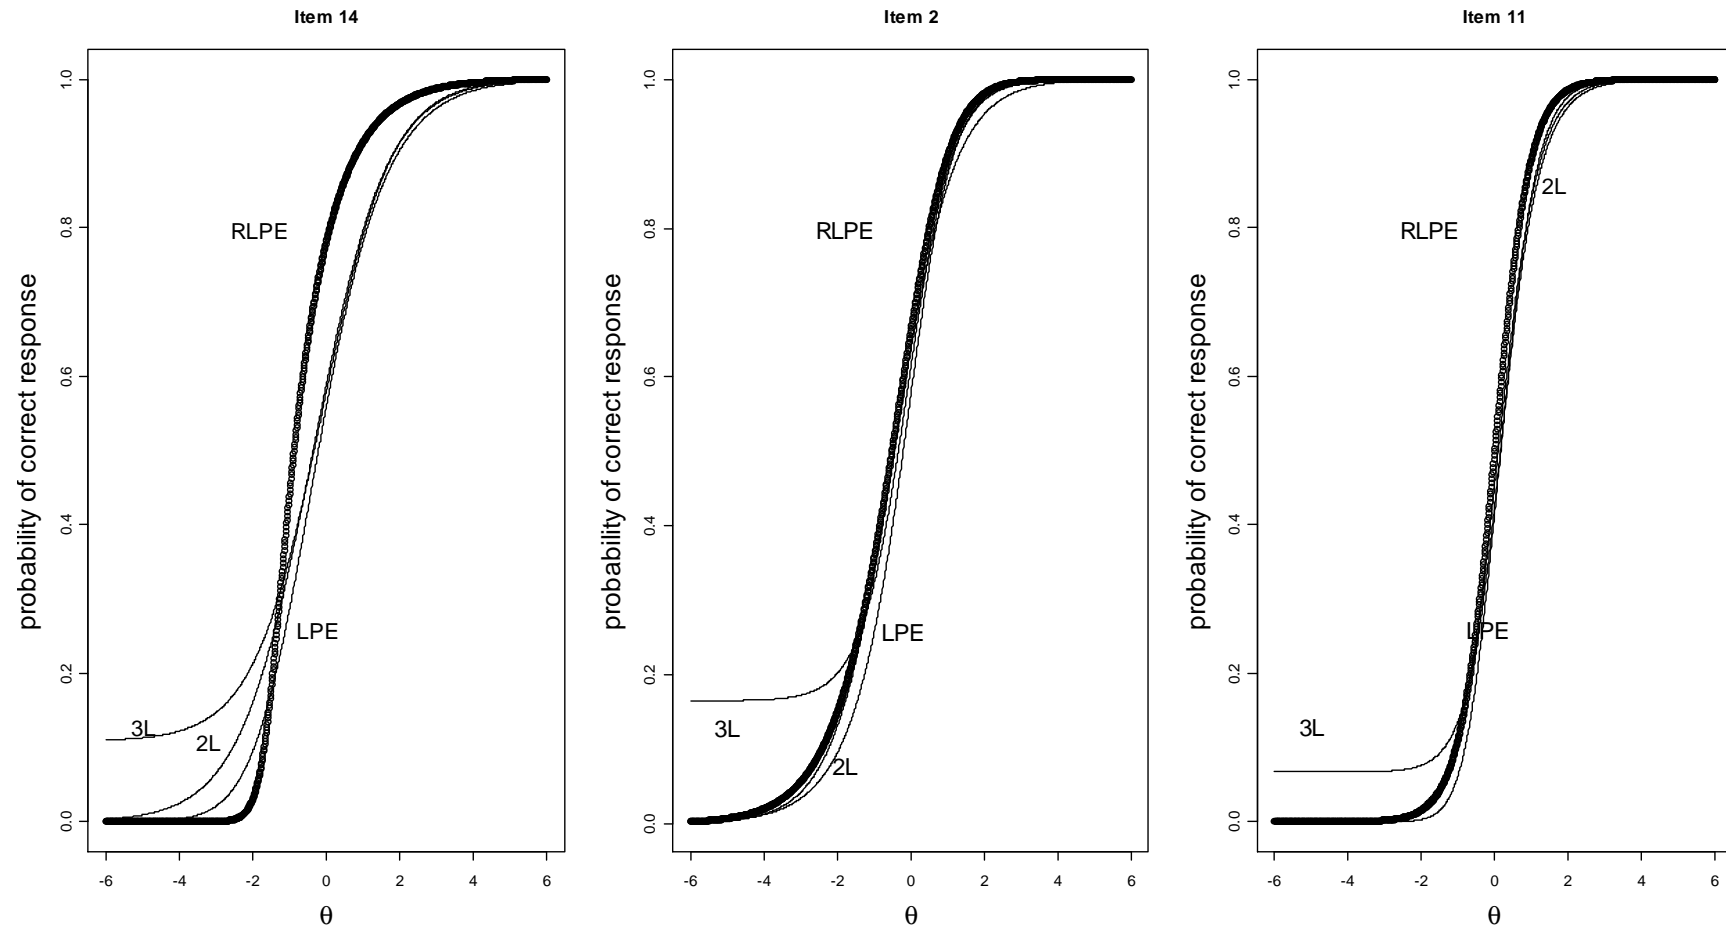 Item 14
probability of correct response
1.0
0.8
0.6
0.4
0.2
0.0
RLPE
LPE
3L
2L
-6 -4 -2 0 2 4 6
θ
Item 2
probability of correct response
1.0
0.8
0.6
0.4
0.2
0.0
RLPE
LPE
3L
2L
-6 -4 -2 0 2 4 6
θ
Item 11
probability of correct response
1.0
0.8
0.6
0.4
0.2
0.0
2L
RLPE
LPE
3L
-6 -4 -2 0 2 4 6
θ